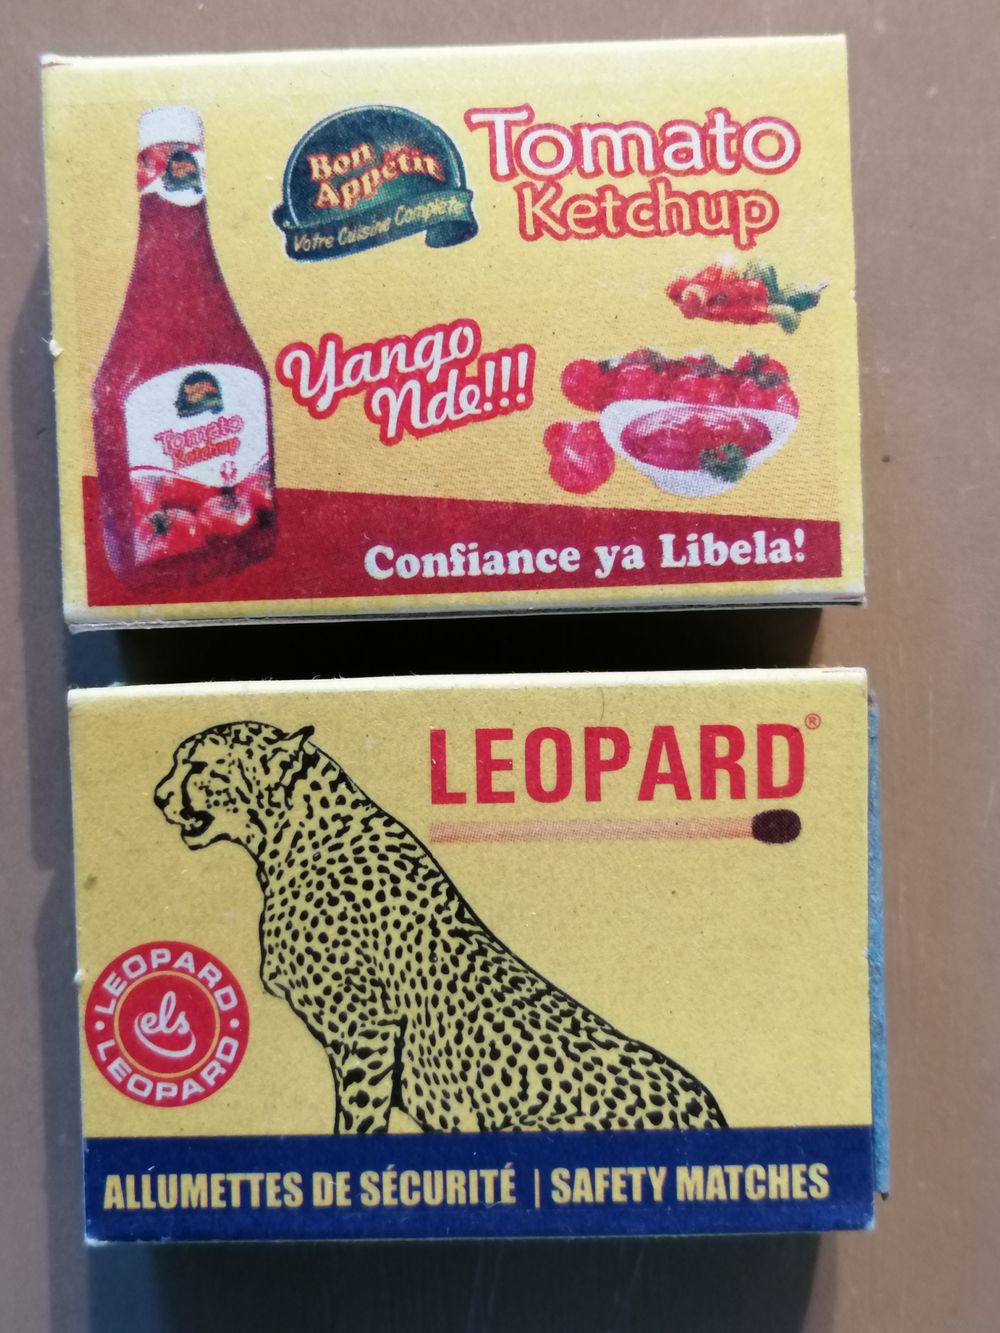 Bon
Appétit
Votre Cuisine Complète
Tomato
Ketchup
Yango
Nde!!!
Tomato
Ketchup
Confiance ya Libela!
LEOPARD®
LEOPARD
els
LEOPARD
ALLUMETTES DE SÉCURITÉ | SAFETY MATCHES